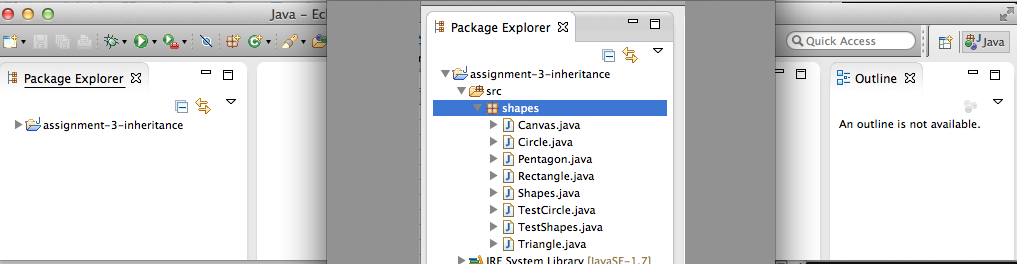 Java – Ec
Quick Access
Java
Package Explorer
assignment-3-inheritance
Package Explorer
assignment-3-inheritance
src
shapes
Canvas.java
Circle.java
Pentagon.java
Rectangle.java
Shapes.java
TestCircle.java
TestShapes.java
Triangle.java
JRE System Library [JavaSE-1.7]
Outline
An outline is not available.